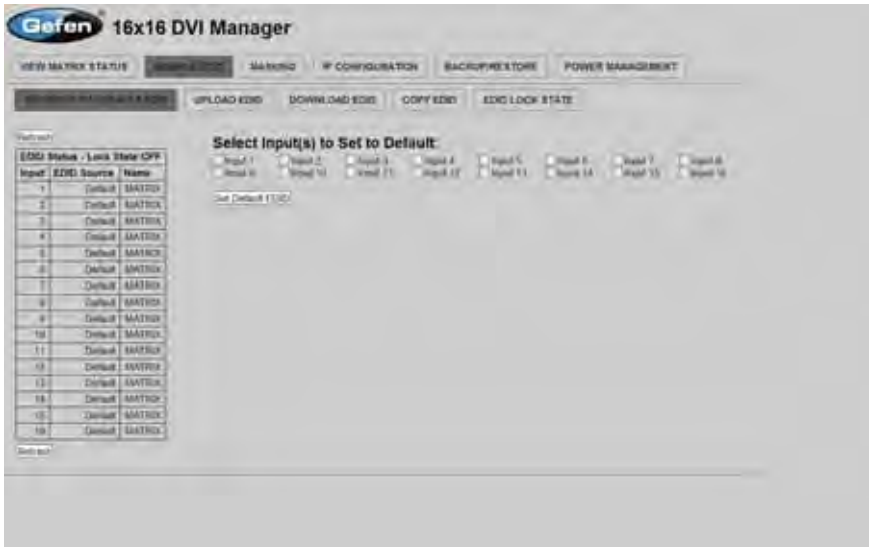 Gefen 16x16 DVI Manager
VIEW MATRIX STATUS MASKING IP CONFIGURATION BACKUP/RESTORE POWER MANAGEMENT
UPLOAD EDID DOWNLOAD EDID COPY EDID EDID LOCK STATE
Refresh
Select Input(s) to Set to Default:
EDID Status - Lock State OFF
Input EDID Source Name
Input 1 Input 2 Input 3 Input 4 Input 5 Input 6 Input 7 Input 8
Input 9 Input 10 Input 11 Input 12 Input 13 Input 14 Input 15 Input 16
Set Default EDID
1 Default MATRIX
2 Default MATRIX
3 Default MATRIX
4 Default MATRIX
5 Default MATRIX
6 Default MATRIX
7 Default MATRIX
8 Default MATRIX
9 Default MATRIX
10 Default MATRIX
11 Default MATRIX
12 Default MATRIX
13 Default MATRIX
14 Default MATRIX
15 Default MATRIX
16 Default MATRIX
Refresh